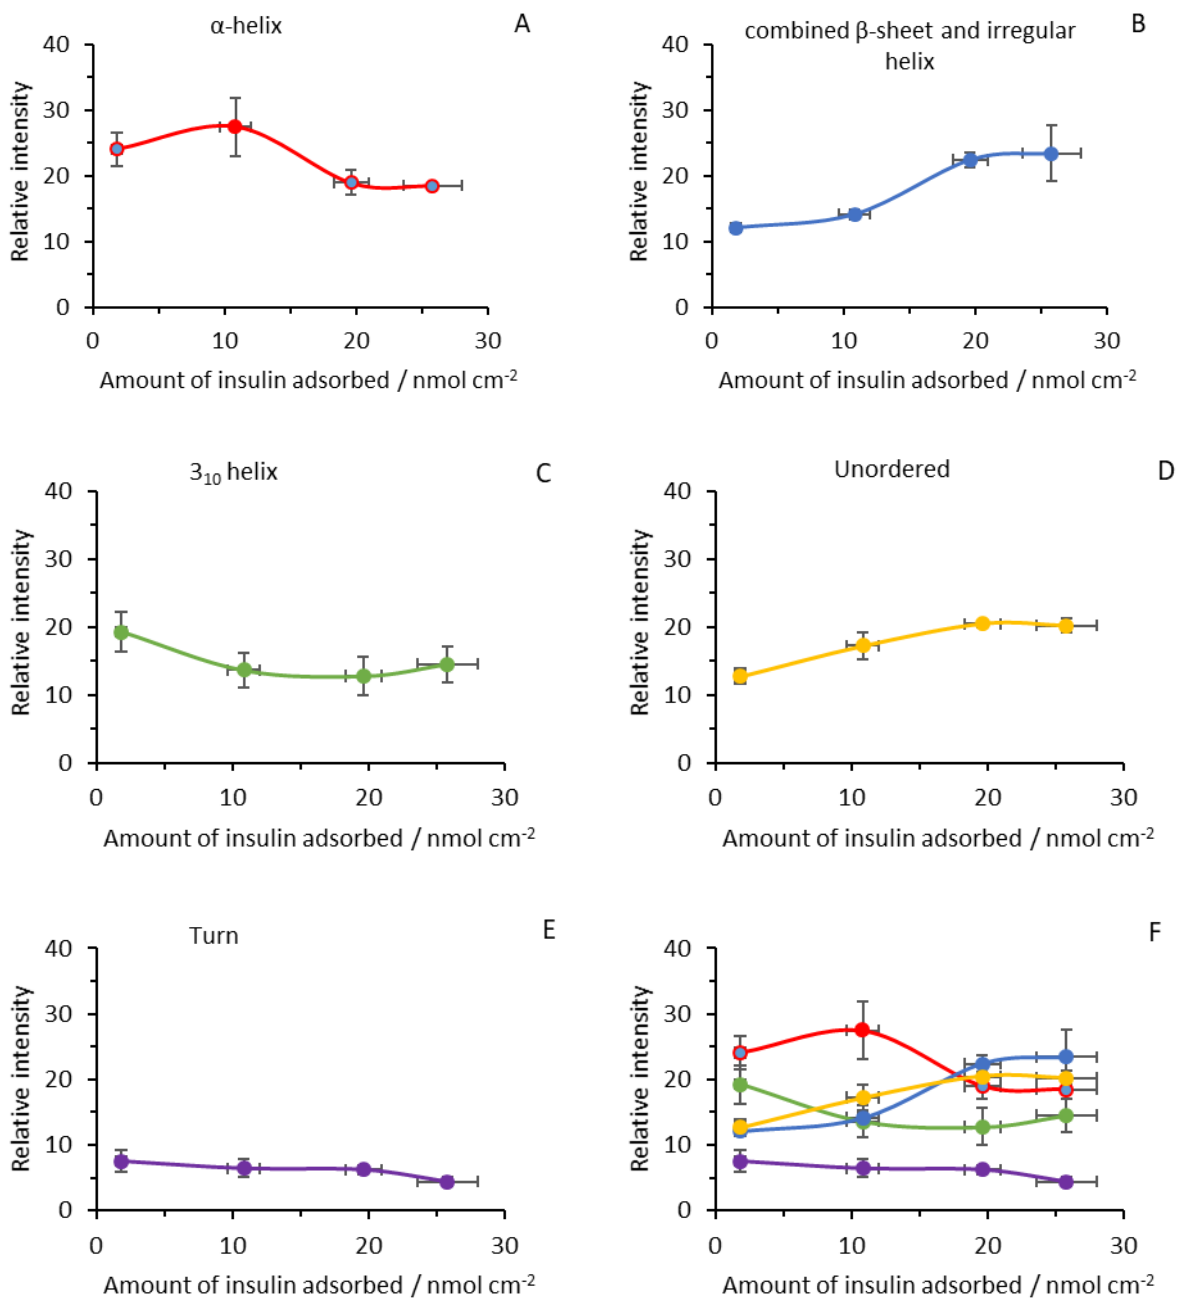 α-helix
A
40
30
20
10
0
Relative intensity
0 10 20 30
Amount of insulin adsorbed / nmol cm⁻²
combined β-sheet and irregular
helix
B
40
30
20
10
0
Relative intensity
0 10 20 30
Amount of insulin adsorbed / nmol cm⁻²
3₁₀ helix
C
40
30
20
10
0
Relative intensity
0 10 20 30
Amount of insulin adsorbed / nmol cm⁻²
Unordered
D
40
30
20
10
0
Relative intensity
0 10 20 30
Amount of insulin adsorbed / nmol cm⁻²
Turn
E
40
30
20
10
0
Relative intensity
0 10 20 30
Amount of insulin adsorbed / nmol cm⁻²
F
40
30
20
10
0
Relative intensity
0 10 20 30
Amount of insulin adsorbed / nmol cm⁻²